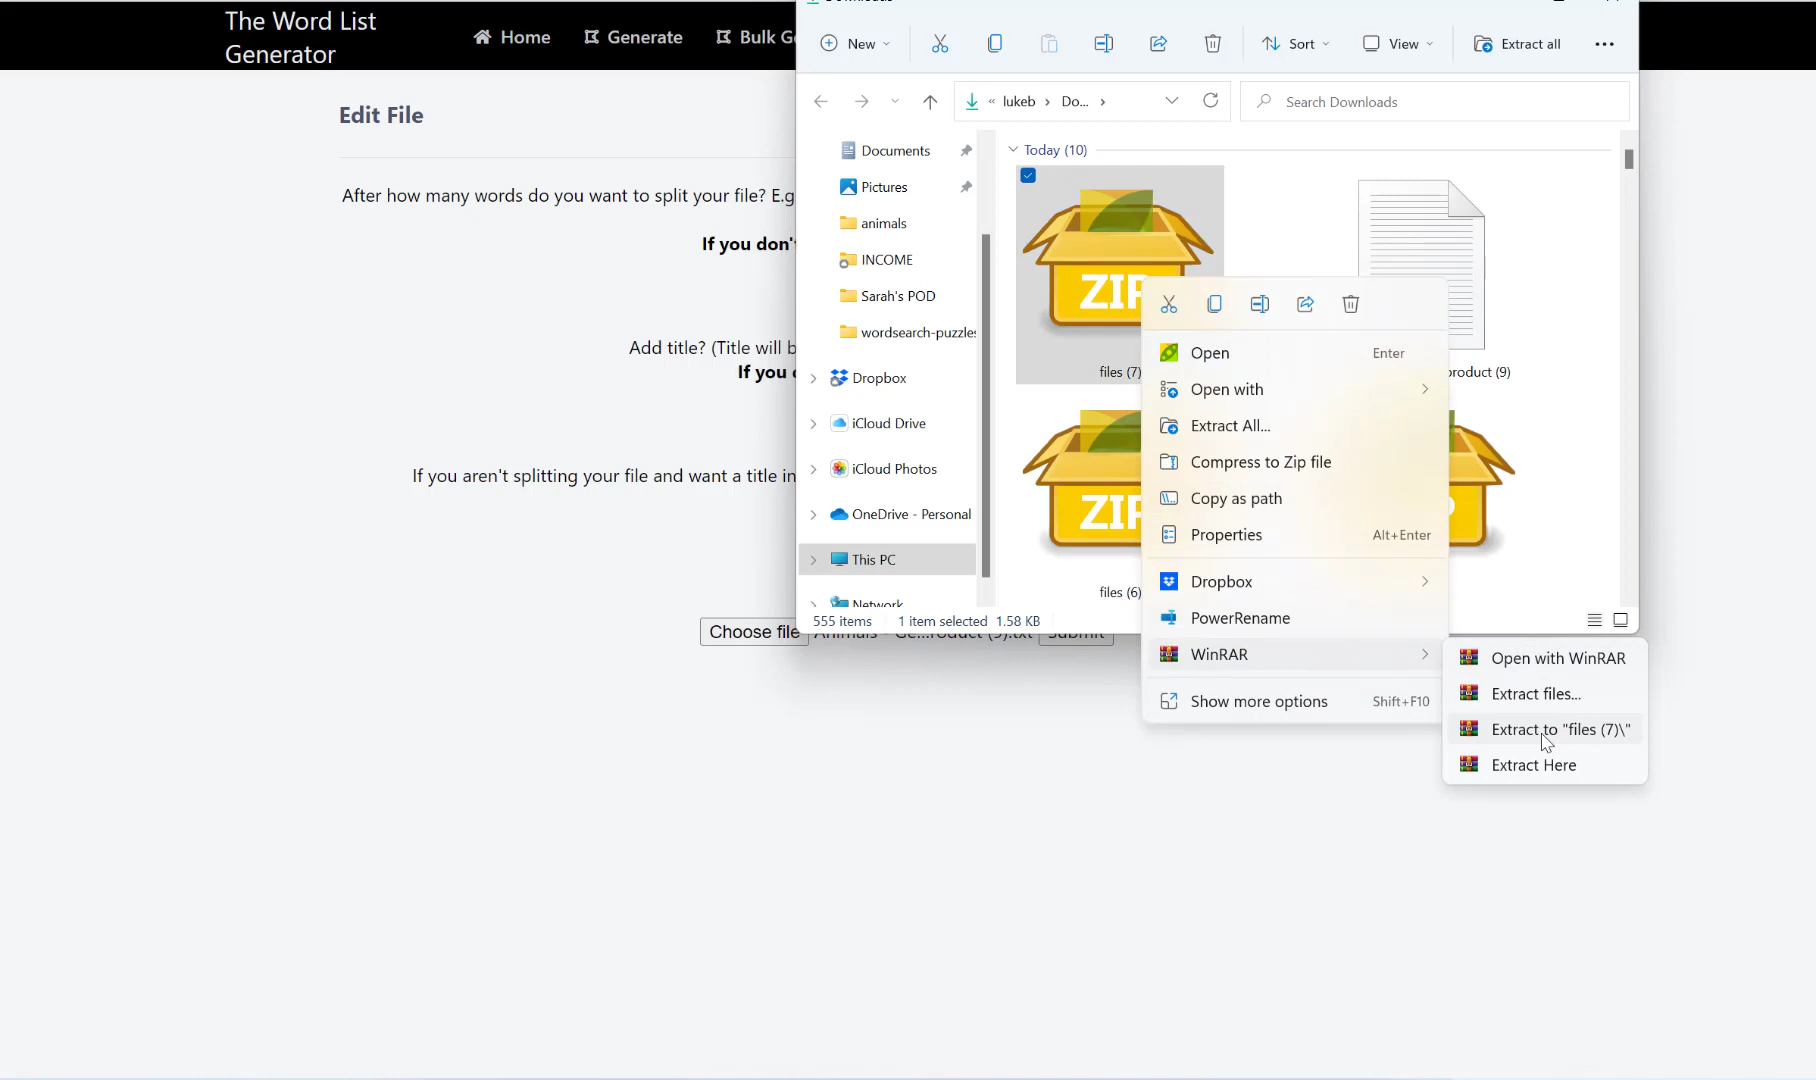 The Word List
Generator
Home
Generate
Bulk
Edit File
After how many words do you want to split your file? E.g
If you don't
Add title? (Title will b
If you
If you aren't splitting your file and want a title in
Choose file
New
Sort
View
Extract all
« lukeb > Do... >
Search Downloads
Documents
Pictures
animals
INCOME
Sarah's POD
wordsearch-puzzles
Dropbox
iCloud Drive
iCloud Photos
OneDrive - Personal
This PC
Network
555 items
1 item selected 1.58 KB
Today (10)
ZIP
files (7)
product (9)
ZIP
files (6)
Open Enter
Open with
Extract All...
Compress to Zip file
Copy as path
Properties Alt+Enter
Dropbox
PowerRename
WinRAR
Show more options Shift+F10
Open with WinRAR
Extract files...
Extract to "files (7)\"
Extract Here